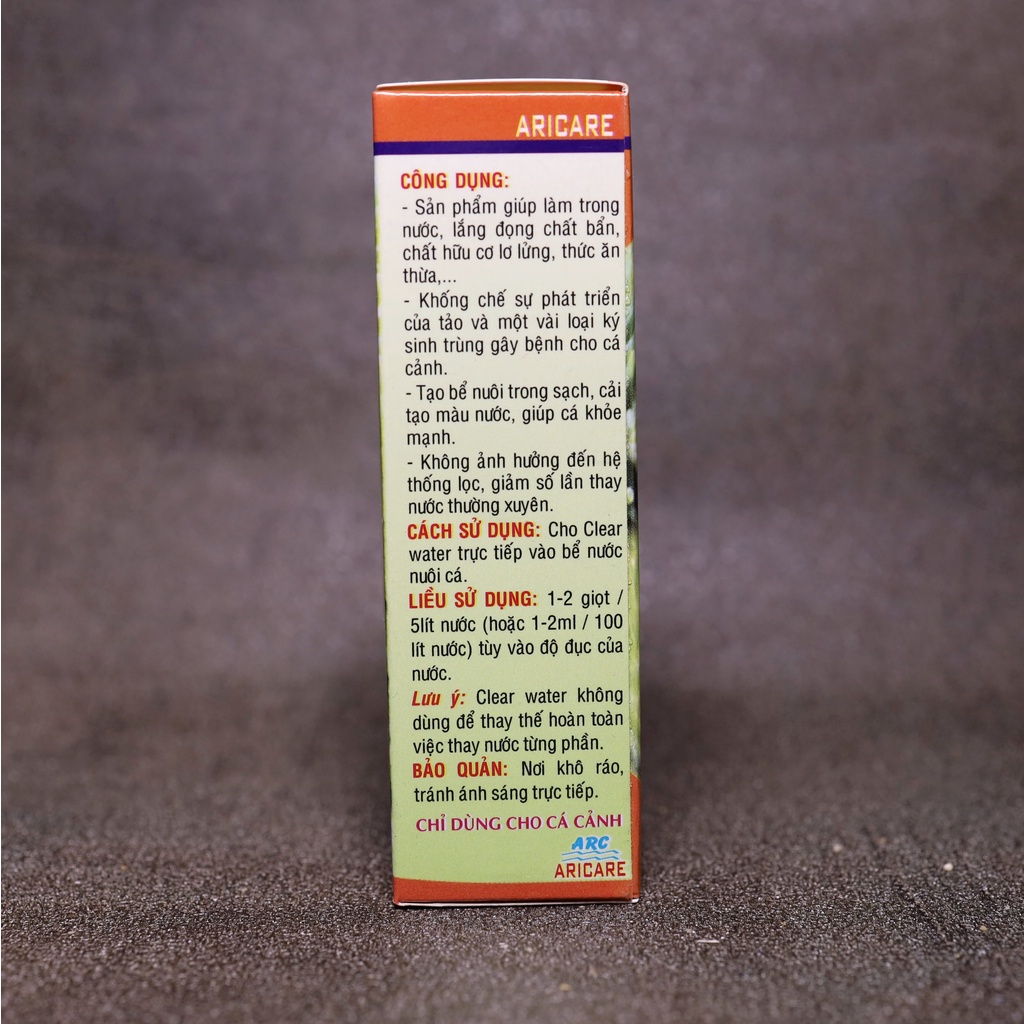 ARICARE
CÔNG DỤNG:
- Sản phẩm giúp làm trong
nước, lắng đọng chất bẩn,
chất hữu cơ lơ lửng, thức ăn
thừa,...
- Khống chế sự phát triển
của tảo và một vài loại ký
sinh trùng gây bệnh cho cá
cảnh.
- Tạo bể nuôi trong sạch, cải
tạo màu nước, giúp cá khỏe
mạnh.
- Không ảnh hưởng đến hệ
thống lọc, giảm số lần thay
nước thường xuyên.
CÁCH SỬ DỤNG: Cho Clear
water trực tiếp vào bể nước
nuôi cá.
LIỀU SỬ DỤNG: 1-2 giọt /
5lít nước (hoặc 1-2ml / 100
lít nước) tùy vào độ đục của
nước.
Lưu ý: Clear water không
dùng để thay thế hoàn toàn
việc thay nước từng phần.
BẢO QUẢN: Nơi khô ráo,
tránh ánh sáng trực tiếp.
CHỈ DÙNG CHO CÁ CẢNH
ARC
ARICARE